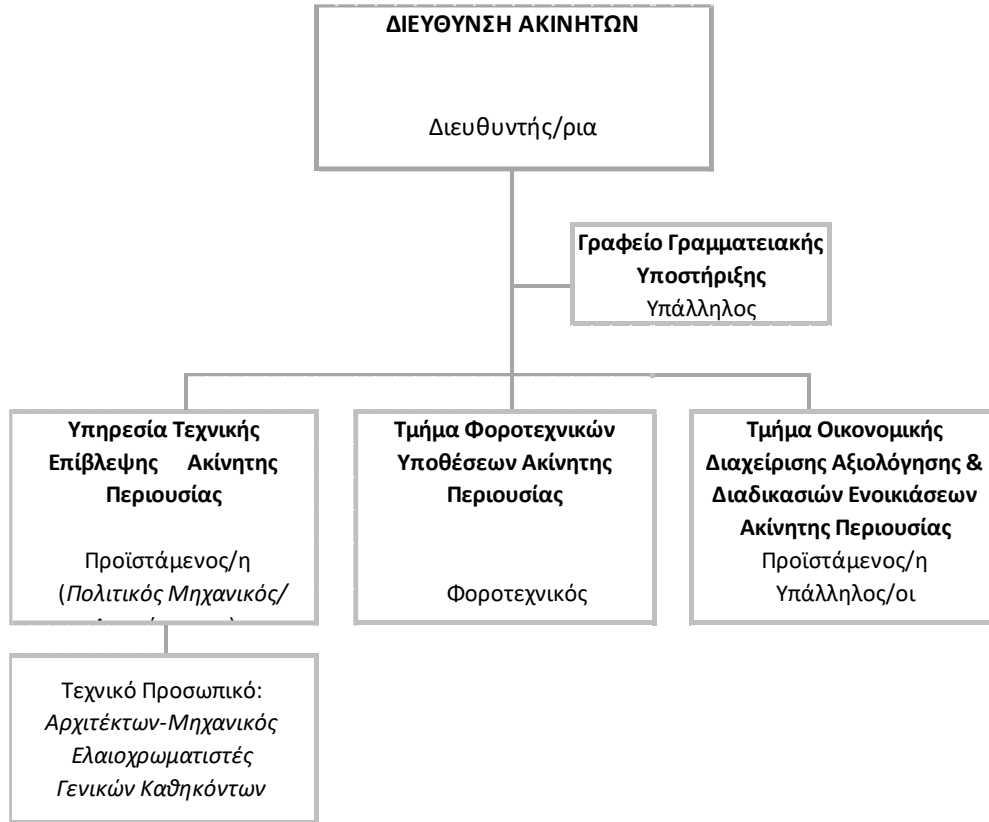 ΔΙΕΥΘΥΝΣΗ ΑΚΙΝΗΤΩΝ
Διευθυντής/ρια
Γραφείο Γραμματειακής
Υποστήριξης
Υπάλληλος
Υπηρεσία Τεχνικής
Επίβλεψης Ακίνητης
Περιουσίας
Προϊστάμενος/η
(Πολιτικός Μηχανικός/
Τμήμα Φοροτεχνικών
Υποθέσεων Ακίνητης
Περιουσίας
Φοροτεχνικός
Τμήμα Οικονομικής
Διαχείρισης Αξιολόγησης &
Διαδικασιών Ενοικιάσεων
Ακίνητης Περιουσίας
Προϊστάμενος/η
Υπάλληλος/οι
Τεχνικό Προσωπικό:
Αρχιτέκτων-Μηχανικός
Ελαιοχρωματιστές
Γενικών Καθηκόντων